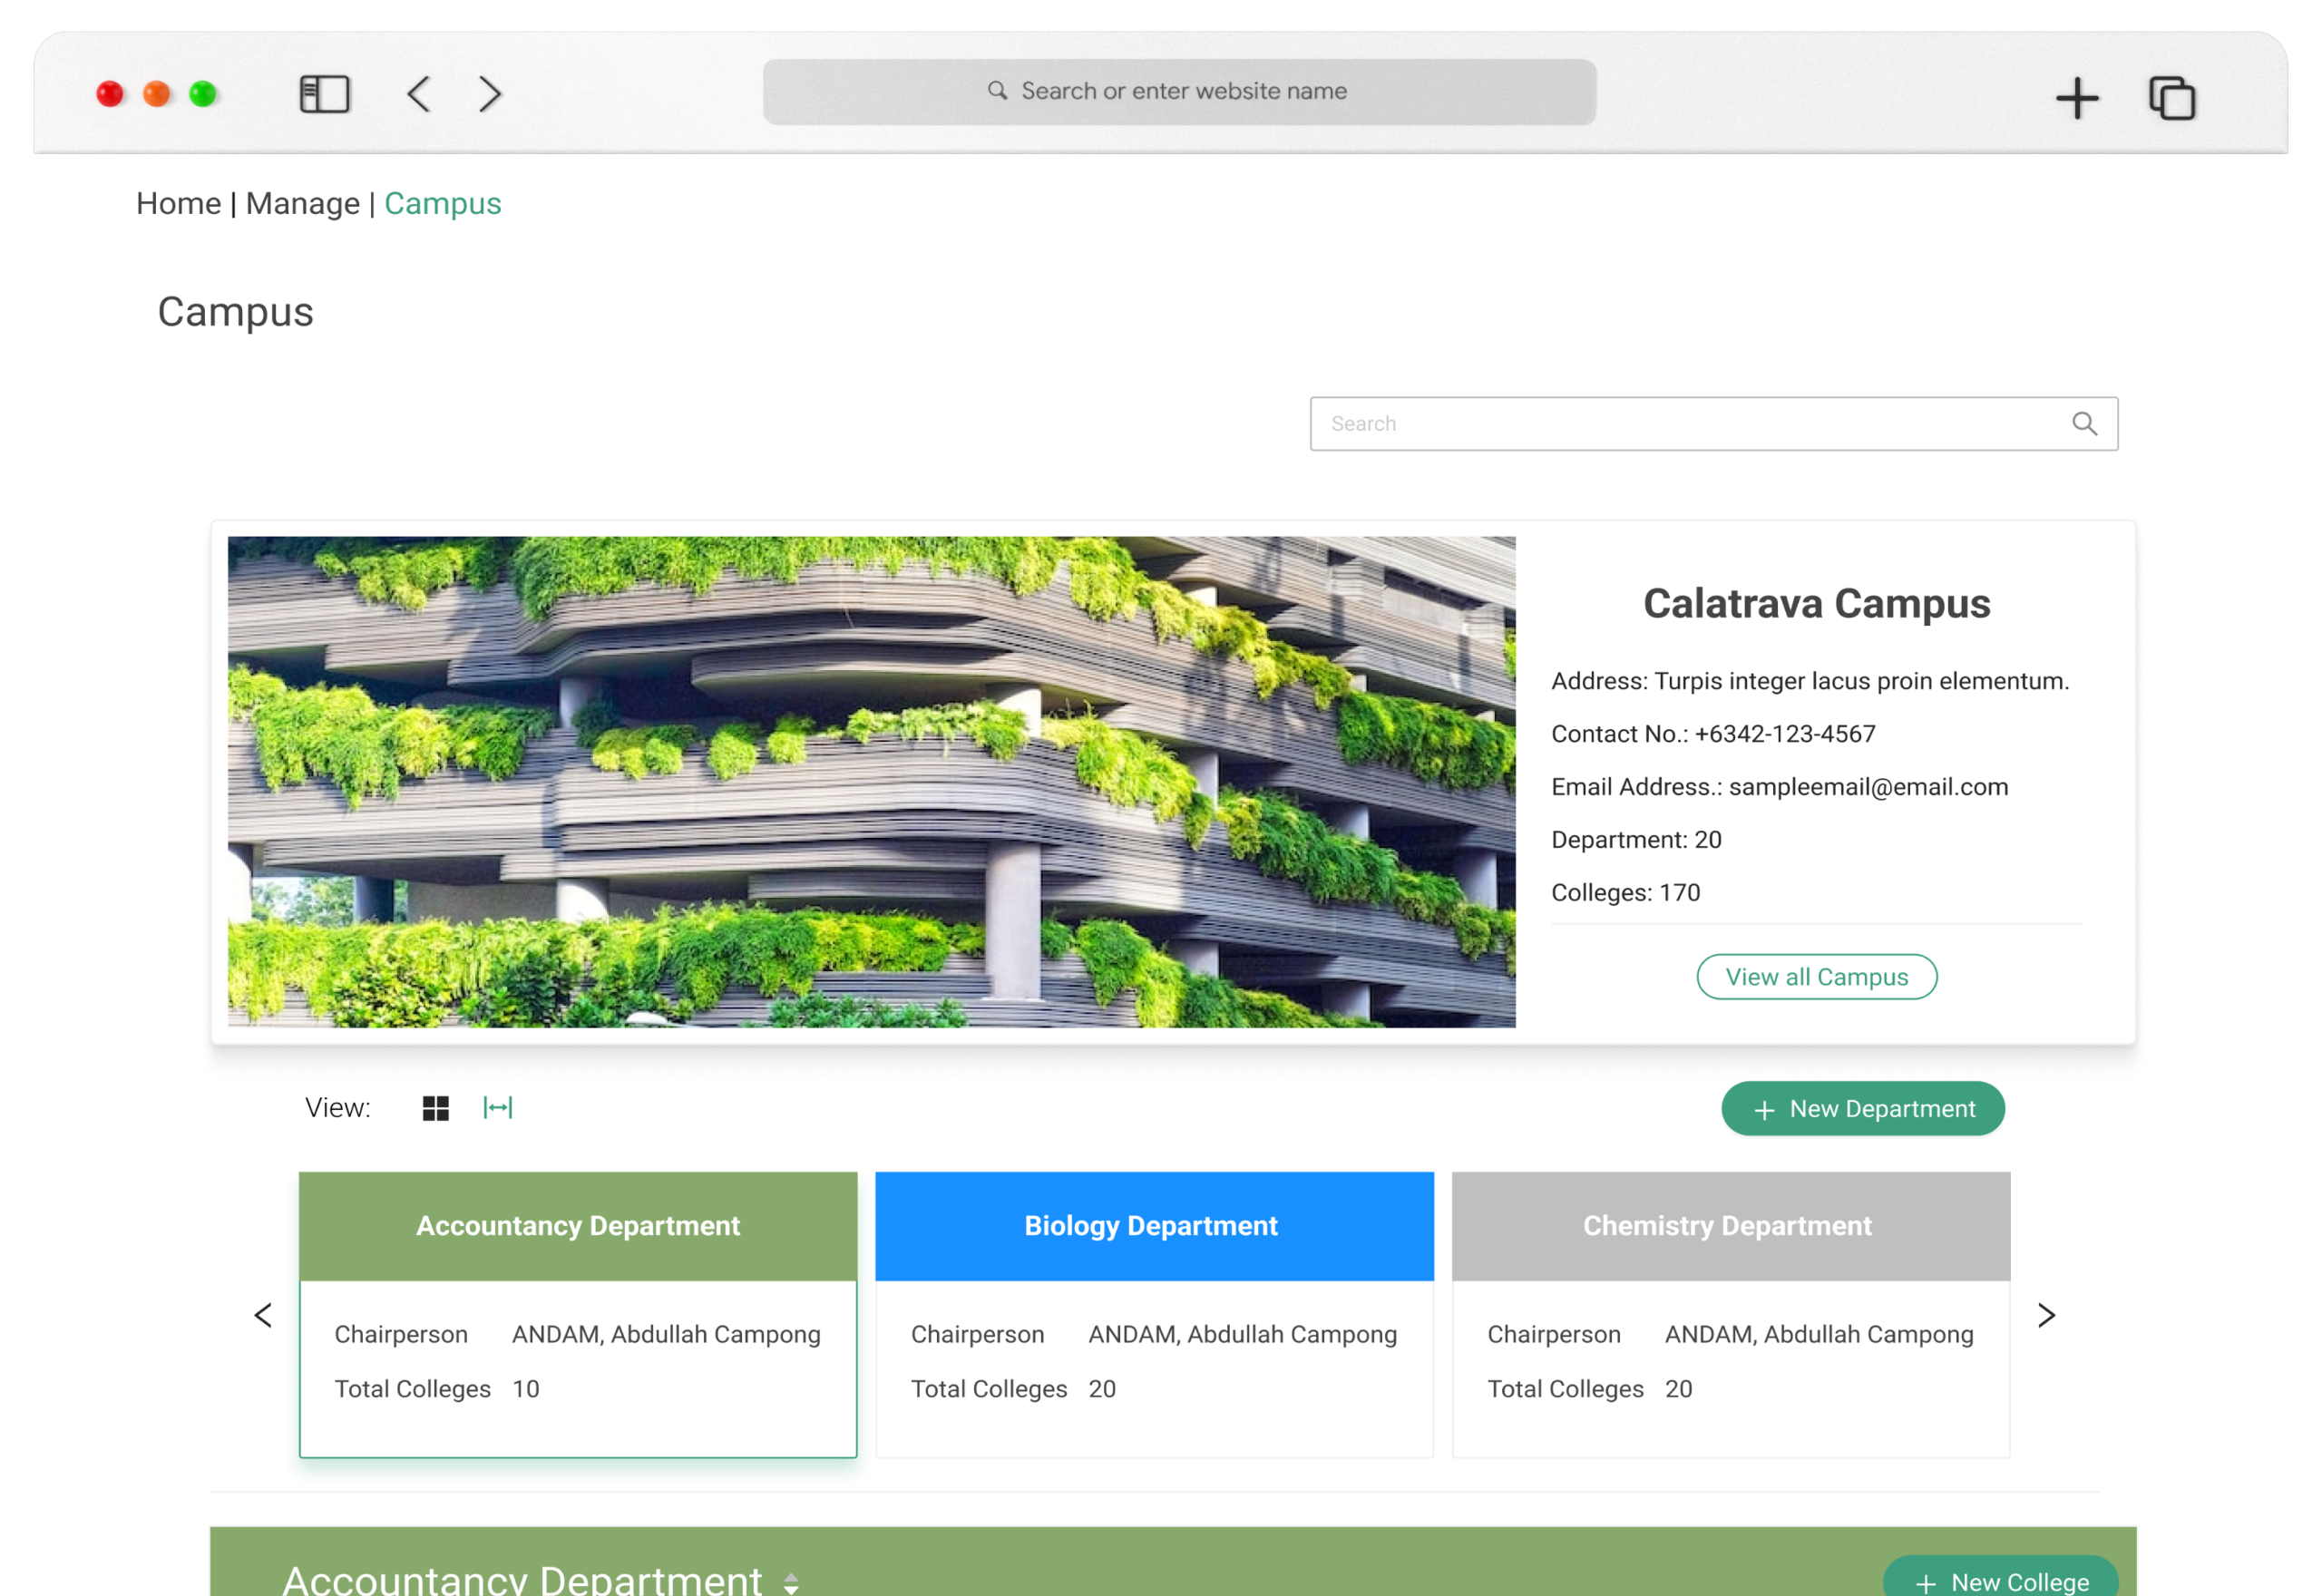 Search or enter website name
Home | Manage | Campus
Campus
Search
Calatrava Campus
Address: Turpis integer lacus proin elementum.
Contact No.: +6342-123-4567
Email Address.: sampleemail@email.com
Department: 20
Colleges: 170
View all Campus
View:
+ New Department
Accountancy Department
Chairperson ANDAM, Abdullah Campong
Total Colleges 10
Biology Department
Chairperson ANDAM, Abdullah Campong
Total Colleges 20
Chemistry Department
Chairperson ANDAM, Abdullah Campong
Total Colleges 20
Accountancy Department
+ New College